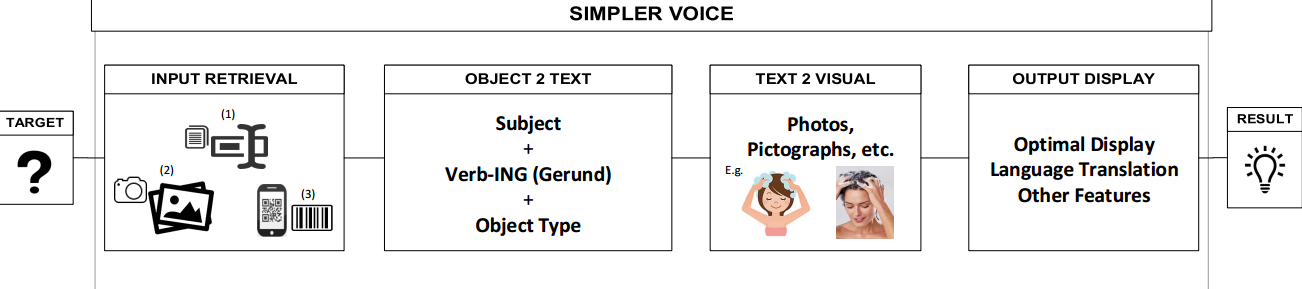 SIMPLER VOICE
TARGET
INPUT RETRIEVAL
(1)
(2)
(3)
OBJECT 2 TEXT
Subject
+
Verb-ING (Gerund)
+
Object Type
TEXT 2 VISUAL
Photos,
Pictographs, etc.
E.g.
OUTPUT DISPLAY
Optimal Display
Language Translation
Other Features
RESULT